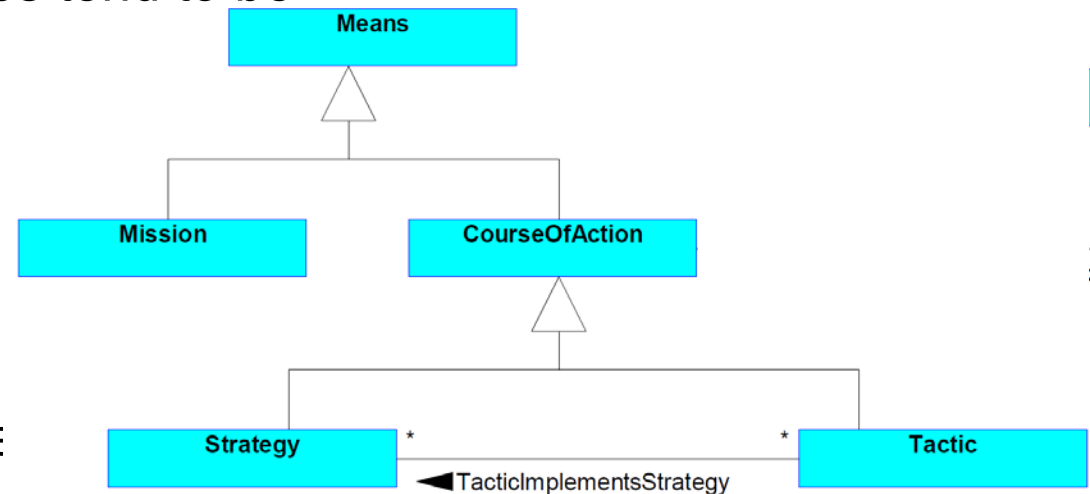 Means
Mission
CourseOfAction
Strategy
*
*
Tactic
TacticImplementsStrategy